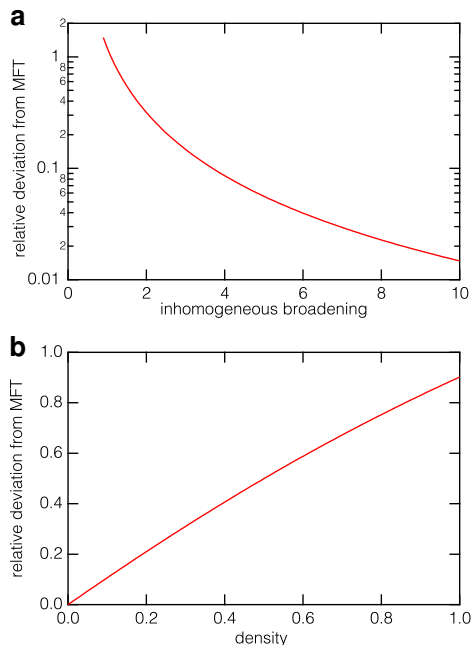 a
relative deviation from MFT
2
1
8
6
4
2
0.1
8
6
4
2
0.01
0 2 4 6 8 10
inhomogeneous broadening
b
relative deviation from MFT
1.0
0.8
0.6
0.4
0.2
0.0
0.0 0.2 0.4 0.6 0.8 1.0
density